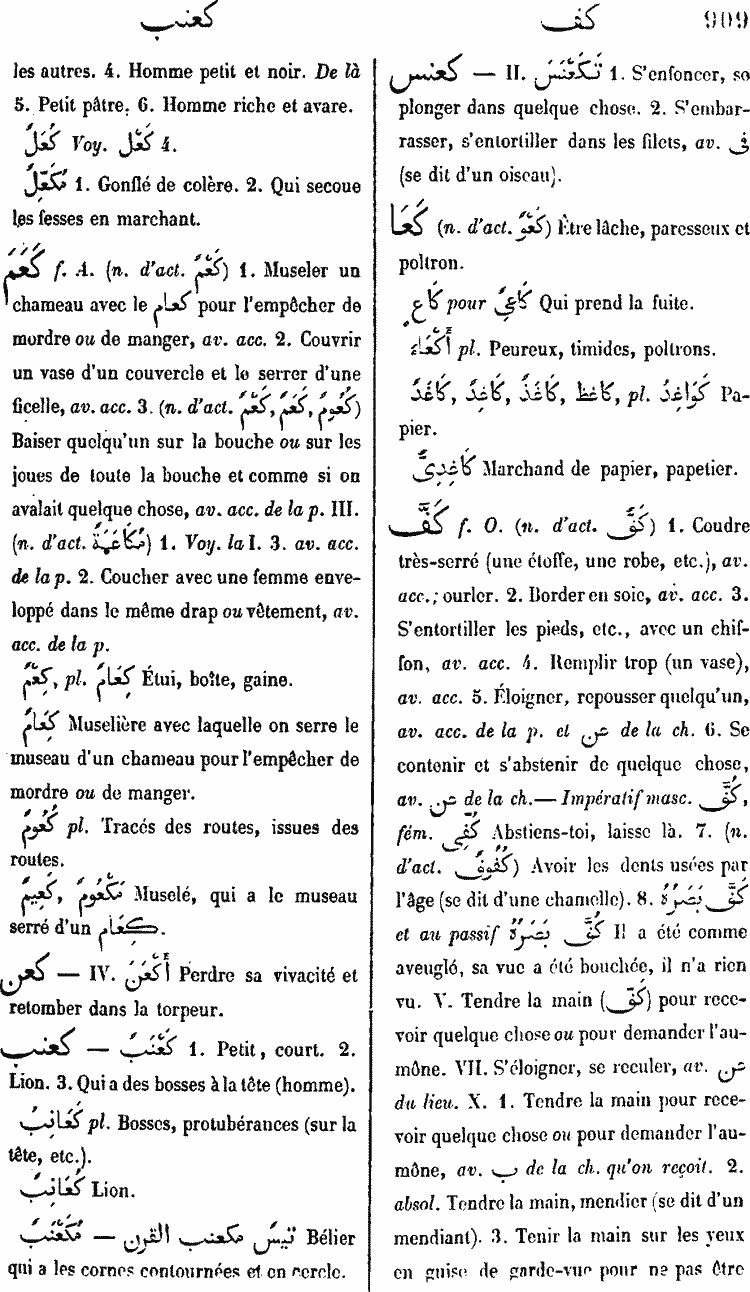 كعنب
كف
909
les autres. 4. Homme petit et noir. De là
5. Petit pâtre. 6. Homme riche et avare.
كَعَلٌ Voy. كَعْل 4.
مُكَعِّلٌ 1. Gonflé de colère. 2. Qui secoue
les fesses en marchant.
كَعَمَ f. A. (n. d'act. كَعْمٌ) 1. Museler un
chameau avec le كعام pour l'empêcher de
mordre ou de manger, av. acc. 2. Couvrir
un vase d'un couvercle et le serrer d'une
ficelle, av. acc. 3. (n. d'act. كَعْمٌ, كَعَمٌ, كُعُومٌ)
Baiser quelqu'un sur la bouche ou sur les
joues de toute la bouche et comme si on
avalait quelque chose, av. acc. de la p. III.
(n. d'act. مُكَاعَمَةٌ) 1. Voy. la I. 3. av. acc.
de la p. 2. Coucher avec une femme enve-
loppé dans le même drap ou vêtement, av.
acc. de la p.
كِعْمٌ, pl. كِعَامٌ Étui, boîte, gaine.
كِعَامٌ Muselière avec laquelle on serre le
museau d'un chameau pour l'empêcher de
mordre ou de manger.
كُعُومٌ pl. Tracés des routes, issues des
routes.
كَعِيمٌ, مَكْعُومٌ Muselé, qui a le museau
serré d'un كِعَام.
كعن — IV. أَكْعَنَ Perdre sa vivacité et
retomber dans la torpeur.
كعنب — كَعْنَبٌ 1. Petit, court. 2.
Lion. 3. Qui a des bosses à la tête (homme).
كَعَانِبُ pl. Bosses, protubérances (sur la
tête, etc.).
كُعَانِبٌ Lion.
مُكَعْنَبٌ — تَيْسٌ مكعنب القرن Bélier
qui a les cornes contournées et en cercle.
كعنس — II. تَكَعْنَسَ 1. S'enfoncer, se
plonger dans quelque chose. 2. S'embar-
rasser, s'entortiller dans les filets, av. فى
(se dit d'un oiseau).
كَعَا (n. d'act. كَعْوٌ) Être lâche, paresseux et
poltron.
كَاعٍ pour كَاعِىٌ Qui prend la fuite.
أَكْعَاءٌ pl. Peureux, timides, poltrons.
كَاغَدٌ, كَاغِدٌ, كَاغَذٌ, كاغظ, pl. كَوَاغِذُ Pa-
pier.
كَاغَدِىٌّ Marchand de papier, papetier.
كَفَّ f. O. (n. d'act. كَفٌّ) 1. Coudre
très-serré (une étoffe, une robe, etc.), av.
acc.; ourler. 2. Border en soie, av. acc. 3.
S'entortiller les pieds, etc., avec un chif-
fon, av. acc. 4. Remplir trop (un vase),
av. acc. 5. Éloigner, repousser quelqu'un,
av. acc. de la p. et عن de la ch. 6. Se
contenir et s'abstenir de quelque chose,
av. عن de la ch.— Impératif masc. كُفَّ,
fém. كُفِّى Abstiens-toi, laisse là. 7. (n.
d'act. كُفُوفٌ) Avoir les dents usées par
l'âge (se dit d'une chamelle). 8. كَفَّ بَصَرُهُ
et au passif كُفَّ بَصَرُهُ Il a été comme
aveuglé, sa vue a été bouchée, il n'a rien
vu. V. Tendre la main (كَفّ) pour rece-
voir quelque chose ou pour demander l'au-
mône. VII. S'éloigner, se reculer, av. عن
du lieu. X. 1. Tendre la main pour rece-
voir quelque chose ou pour demander l'au-
mône, av. ب de la ch. qu'on reçoit. 2.
absol. Tendre la main, mendier (se dit d'un
mendiant). 3. Tenir la main sur les yeux
en guise de garde-vue pour ne pas être